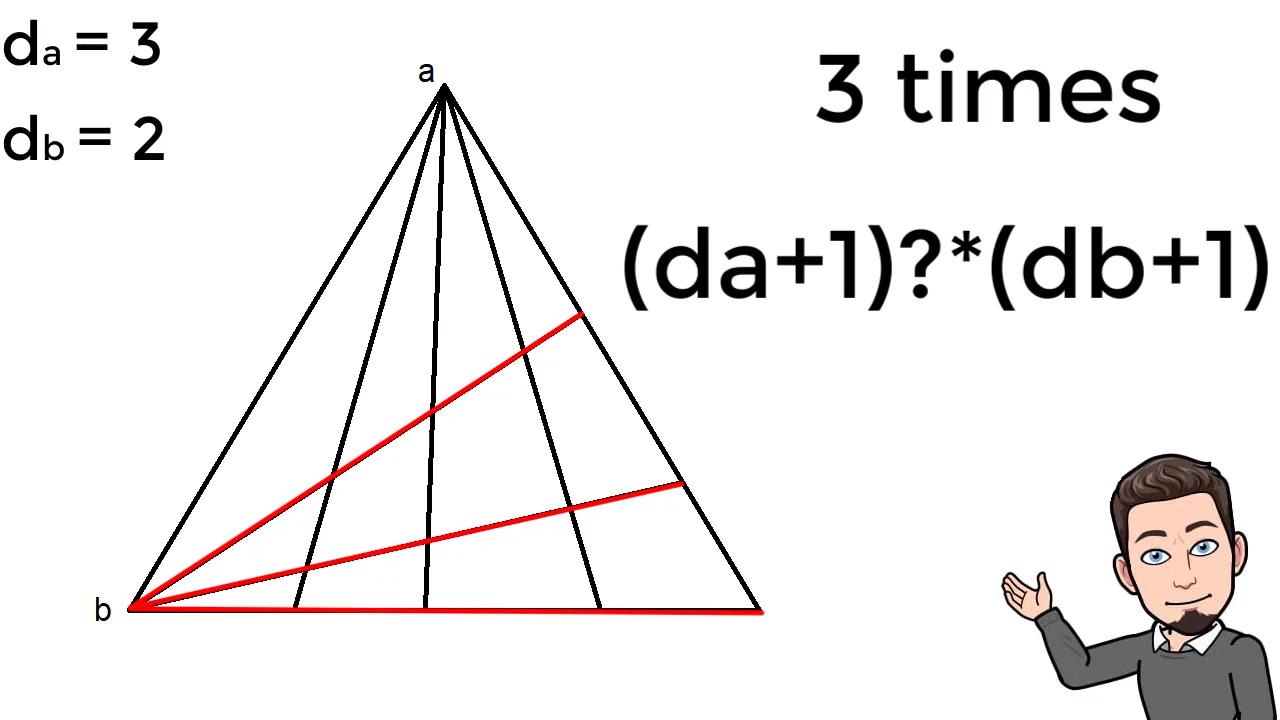 da = 3
db = 2
a
3 times
(da+1)?*(db+1)
b